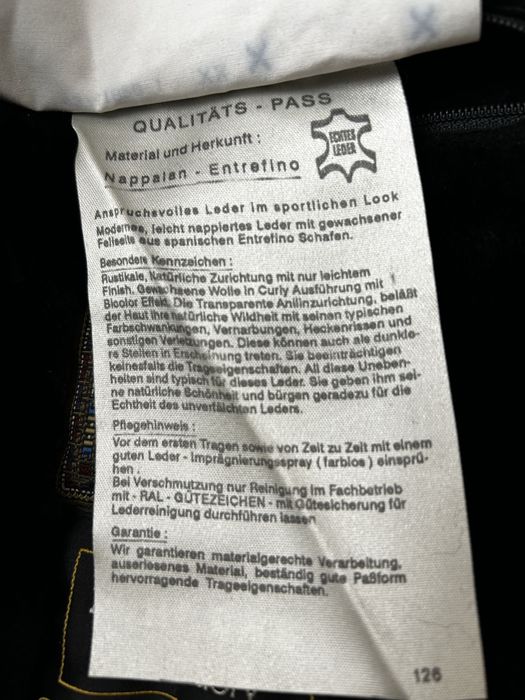 QUALITÄTS - PASS
ECHTES
LEDER
Material und Herkunft :
Nappalan - Entrefino
Anspruchsvolles Leder im sportlichen Look
Modernes, leicht nappiertes Leder mit gewachsener
Fellseite aus spanischen Entrefino Schafen.
Besondere Kennzeichen :
Rustikale, Natürliche Zurichtung mit nur leichtem
Finish. Gewachsene Wolle in Curly Ausführung mit
Bicolor Effekt. Die Transparente Anilinzurichtung, beläßt
der Haut ihre natürliche Wildheit mit seinen typischen
Farbschwankungen, Vernarbungen, Heckenrissen und
sonstigen Verletzungen. Diese können auch als dunkle-
re Stellen in Erscheinung treten. Sie beeinträchtigen
keinesfalls die Trageeigenschaften. All diese Uneben-
heiten sind typisch für dieses Leder. Sie geben ihm sei-
ne natürliche Schönheit und bürgen geradezu für die
Echtheit des unverfälschten Leders.
Pflegehinweis :
Vor dem ersten Tragen sowie von Zeit zu Zeit mit einem
guten Leder - Imprägnierungsspray ( farblos ) einsprü-
hen .
Bei Verschmutzung nur Reinigung im Fachbetrieb
mit - RAL - GÜTEZEICHEN - mit Gütesicherung für
Lederreinigung durchführen lassen
Garantie :
Wir garantieren materialgerechte Verarbeitung,
auserlesenes Material, beständig gute Paßform
hervorragende Trageeigenschaften.
126